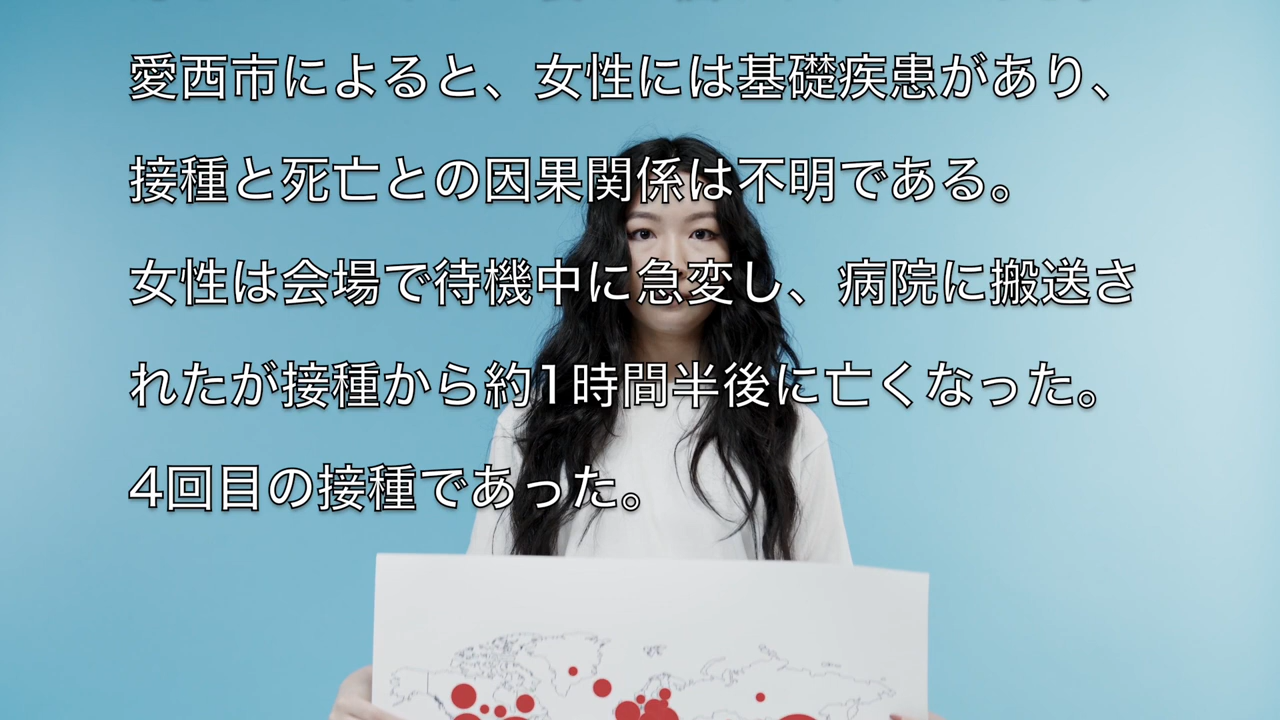 愛西市によると、女性には基礎疾患があり、
接種と死亡との因果関係は不明である。
女性は会場で待機中に急変し、病院に搬送さ
れたが接種から約1時間半後に亡くなった。
4回目の接種であった。